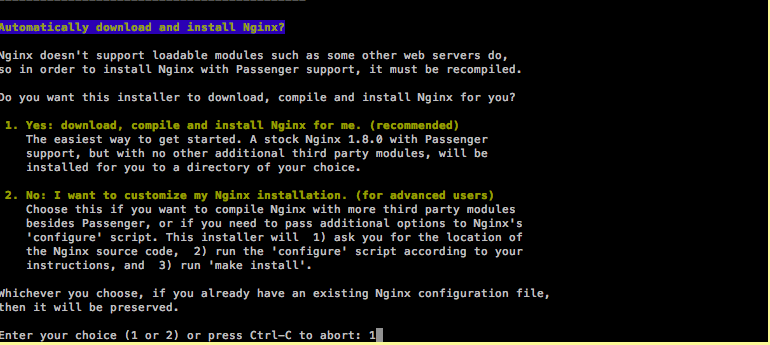 Automatically download and install Nginx?
Nginx doesn't support loadable modules such as some other web servers do,
so in order to install Nginx with Passenger support, it must be recompiled.
Do you want this installer to download, compile and install Nginx for you?
1. Yes: download, compile and install Nginx for me. (recommended)
The easiest way to get started. A stock Nginx 1.8.0 with Passenger
support, but with no other additional third party modules, will be
installed for you to a directory of your choice.
2. No: I want to customize my Nginx installation. (for advanced users)
Choose this if you want to compile Nginx with more third party modules
besides Passenger, or if you need to pass additional options to Nginx's
'configure' script. This installer will  1) ask you for the location of
the Nginx source code,  2) run the 'configure' script according to your
instructions, and  3) run 'make install'.
Whichever you choose, if you already have an existing Nginx configuration file,
then it will be preserved.
Enter your choice (1 or 2) or press Ctrl-C to abort: 1